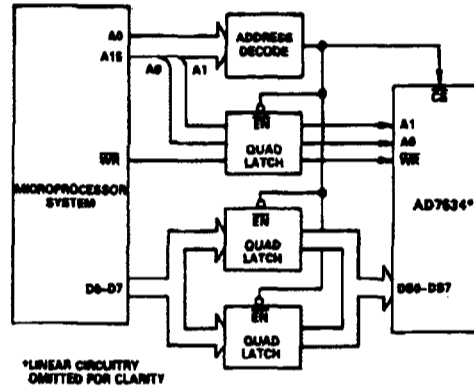 A0
A15
A0
A1
ADDRESS
DECODE
CS
EN
QUAD
LATCH
A1
A0
WR
WR
MICROPROCESSOR
SYSTEM
AD7534*
EN
QUAD
LATCH
D0-D7
DB0-DB7
EN
QUAD
LATCH
*LINEAR CIRCUITRY
OMITTED FOR CLARITY